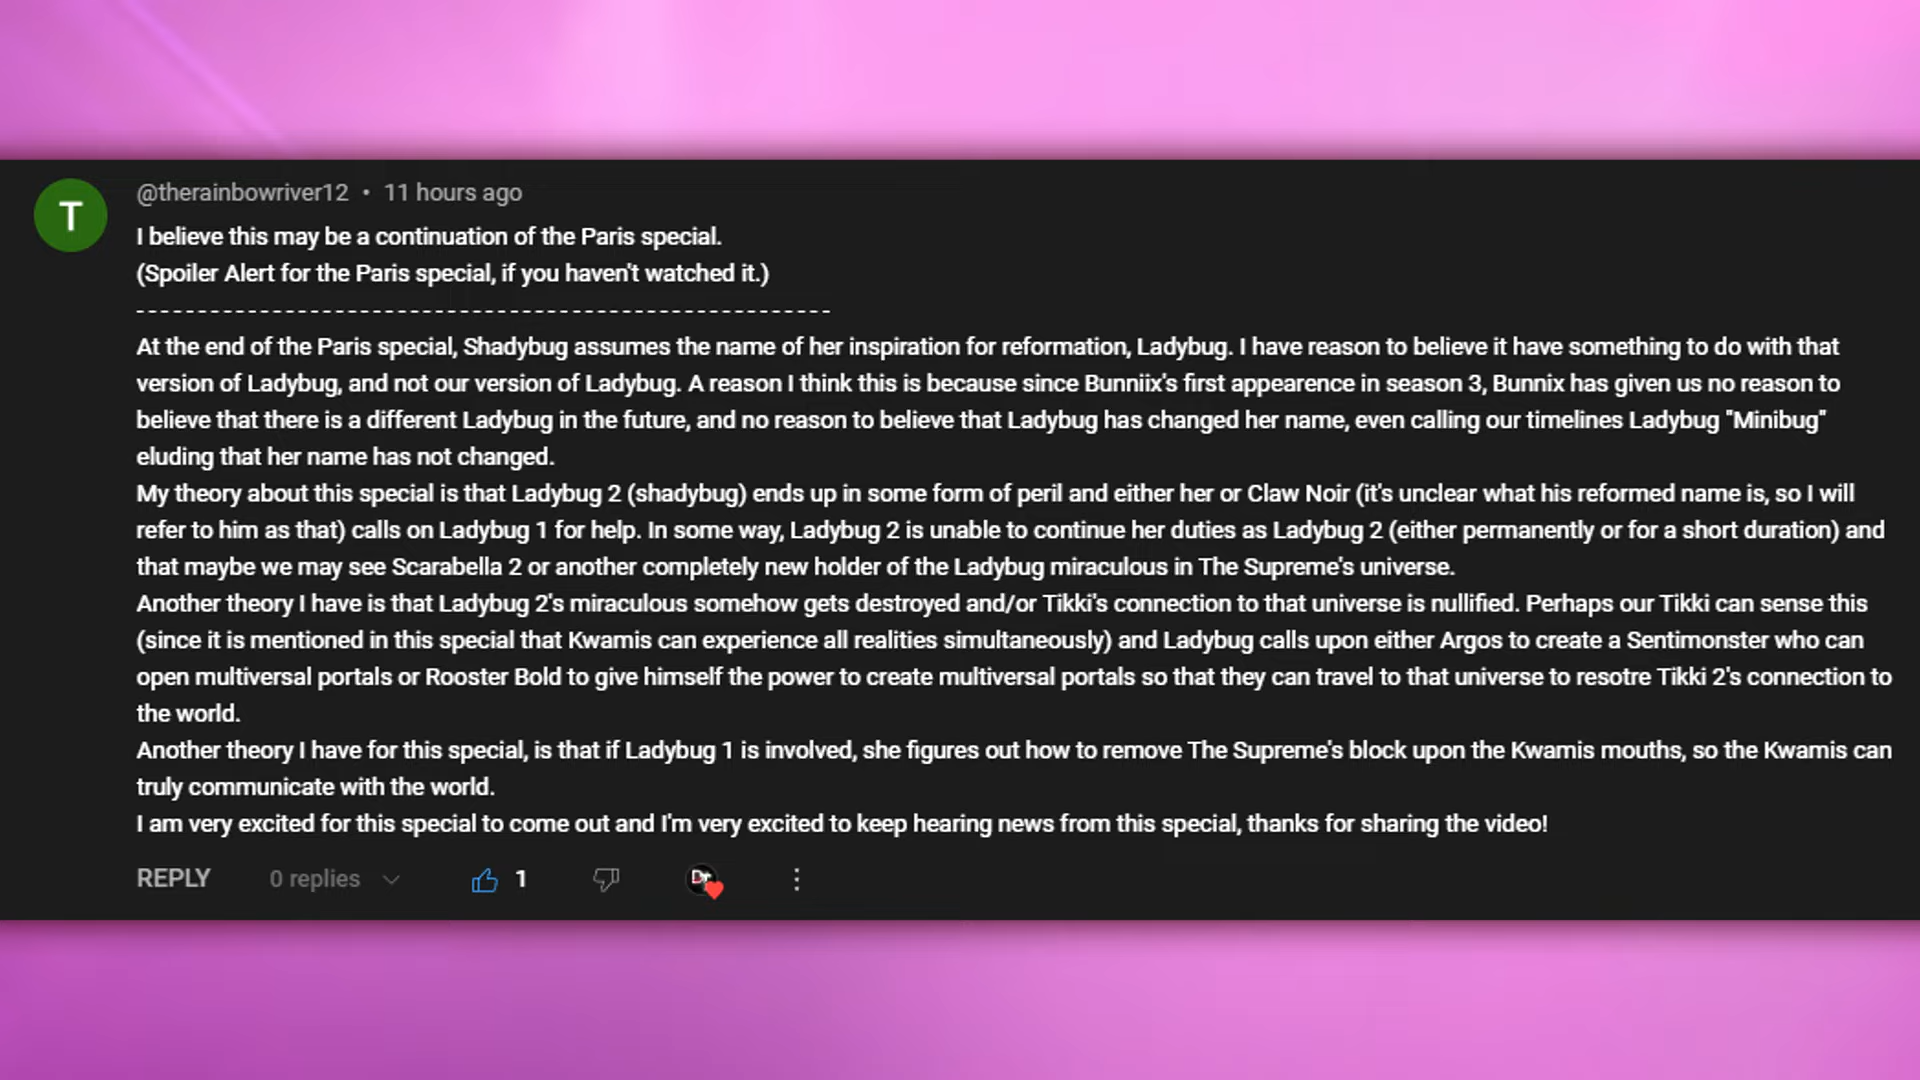 T
@therainbowriver12 • 11 hours ago
I believe this may be a continuation of the Paris special.
(Spoiler Alert for the Paris special, if you haven't watched it.)
-------------------------------------------------------
At the end of the Paris special, Shadybug assumes the name of her inspiration for reformation, Ladybug. I have reason to believe it have something to do with that
version of Ladybug, and not our version of Ladybug. A reason I think this is because since Bunniix's first appearence in season 3, Bunnix has given us no reason to
believe that there is a different Ladybug in the future, and no reason to believe that Ladybug has changed her name, even calling our timelines Ladybug "Minibug"
eluding that her name has not changed.
My theory about this special is that Ladybug 2 (shadybug) ends up in some form of peril and either her or Claw Noir (it's unclear what his reformed name is, so I will
refer to him as that) calls on Ladybug 1 for help. In some way, Ladybug 2 is unable to continue her duties as Ladybug 2 (either permanently or for a short duration) and
that maybe we may see Scarabella 2 or another completely new holder of the Ladybug miraculous in The Supreme's universe.
Another theory I have is that Ladybug 2's miraculous somehow gets destroyed and/or Tikki's connection to that universe is nullified. Perhaps our Tikki can sense this
(since it is mentioned in this special that Kwamis can experience all realities simultaneously) and Ladybug calls upon either Argos to create a Sentimonster who can
open multiversal portals or Rooster Bold to give himself the power to create multiversal portals so that they can travel to that universe to resotre Tikki 2's connection to
the world.
Another theory I have for this special, is that if Ladybug 1 is involved, she figures out how to remove The Supreme's block upon the Kwamis mouths, so the Kwamis can
truly communicate with the world.
I am very excited for this special to come out and I'm very excited to keep hearing news from this special, thanks for sharing the video!
REPLY 0 replies 1 Dr